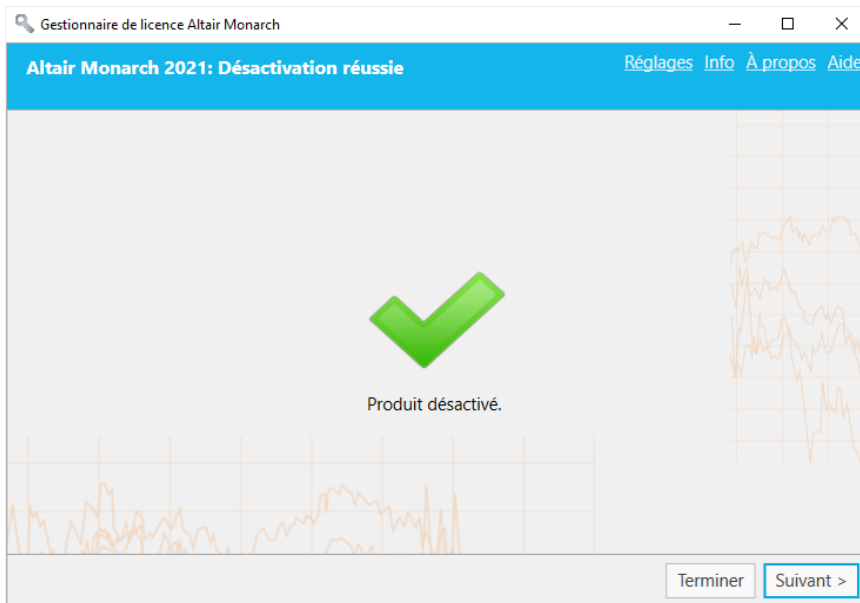 Gestionnaire de licence Altair Monarch
Altair Monarch 2021: Désactivation réussie
Réglages Info À propos Aide
Produit désactivé.
Terminer Suivant >